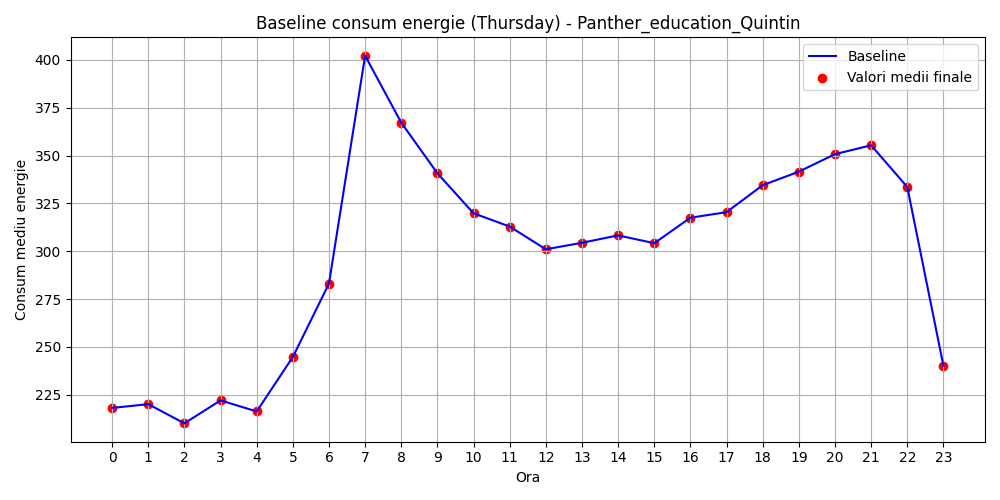 Baseline consum energie (Thursday) - Panther_education_Quintin
Baseline
Valori medii finale
Consum mediu energie
400
375
350
325
300
275
250
225
0 1 2 3 4 5 6 7 8 9 10 11 12 13 14 15 16 17 18 19 20 21 22 23
Ora